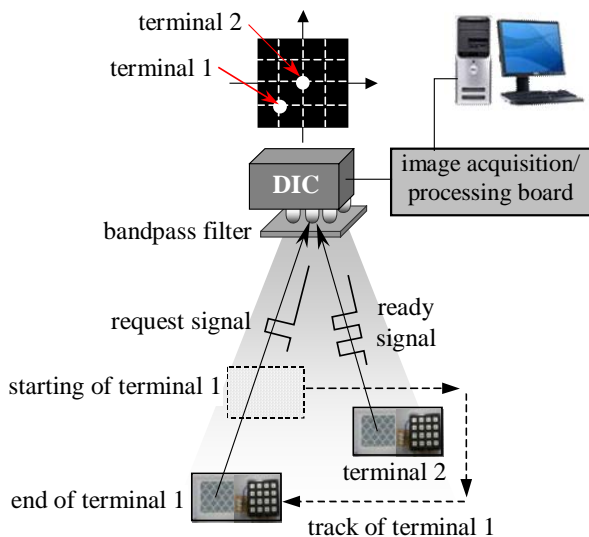 terminal 2
terminal 1
DIC
image acquisition/
processing board
bandpass filter
request signal
ready
signal
starting of terminal 1
terminal 2
end of terminal 1
track of terminal 1